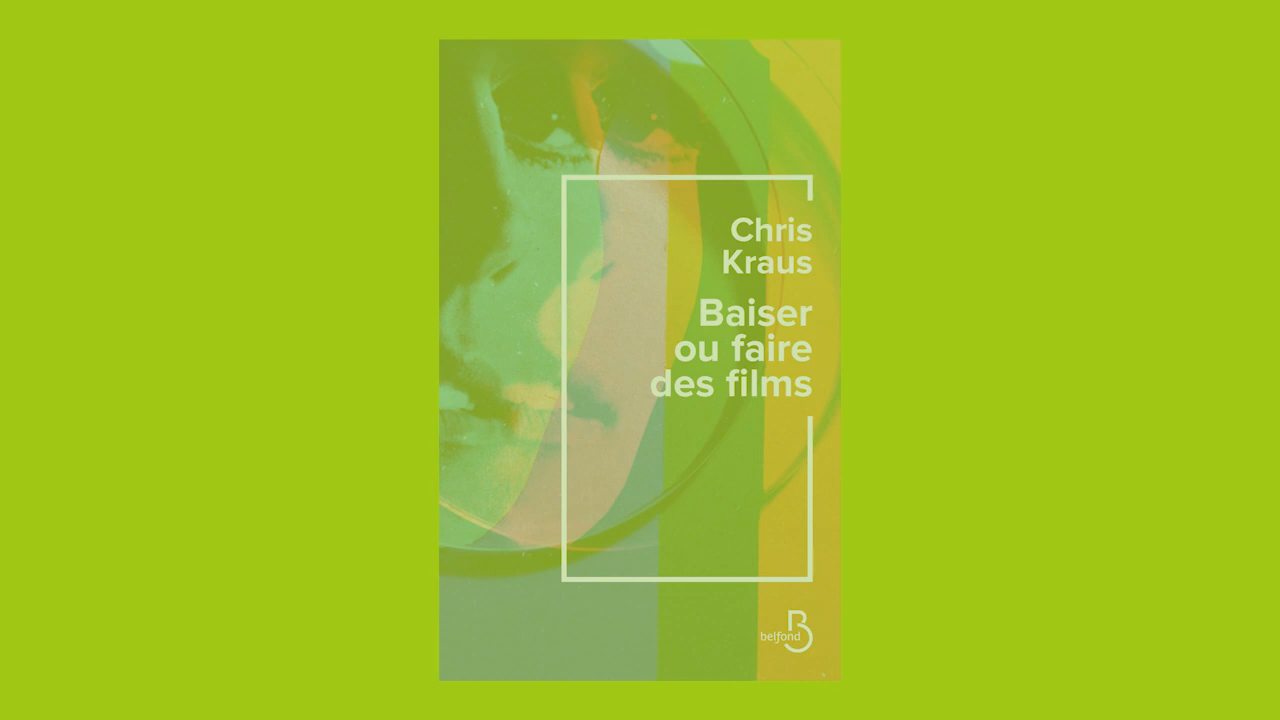 Chris
Kraus
Baiser
ou faire
des films
belfond